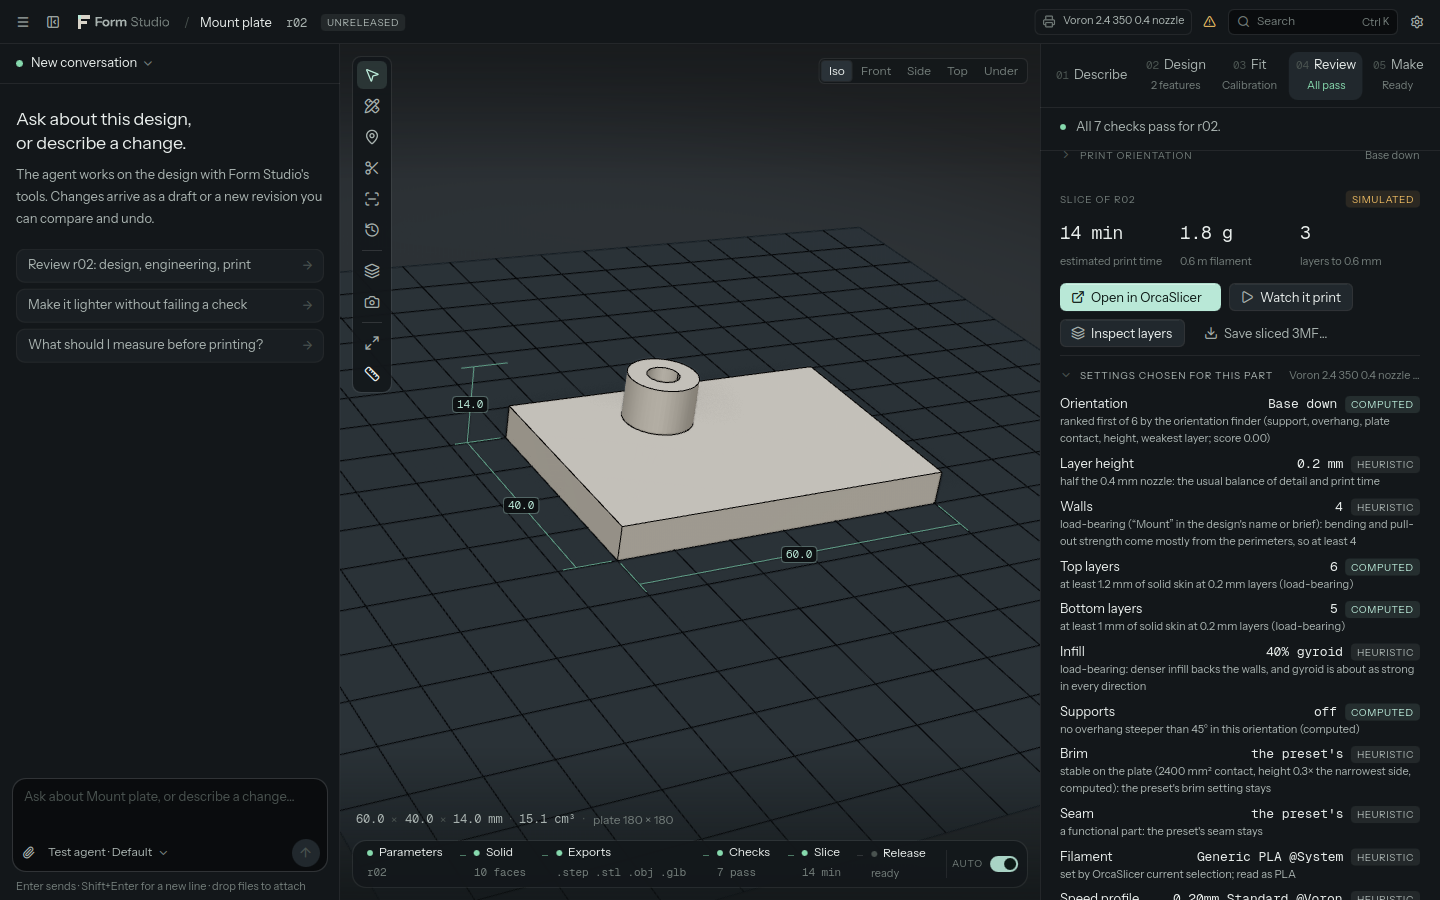 Form Studio / Mount plate r02 UNRELEASED
Voron 2.4 350 0.4 nozzle
Search Ctrl K
New conversation
Ask about this design,
or describe a change.
The agent works on the design with Form Studio's
tools. Changes arrive as a draft or a new revision you
can compare and undo.
Review r02: design, engineering, print
Make it lighter without failing a check
What should I measure before printing?
Ask about Mount plate, or describe a change...
Test agent · Default
Enter sends · Shift+Enter for a new line · drop files to attach
Iso Front Side Top Under
14.0
40.0
60.0
60.0 × 40.0 × 14.0 mm · 15.1 cm³ · plate 180 × 180
Parameters
r02
Solid
10 faces
Exports
.step .stl .obj .glb
Checks
7 pass
Slice
14 min
Release
ready
AUTO
01 Describe
02 Design
2 features
03 Fit
Calibration
04 Review
All pass
05 Make
Ready
All 7 checks pass for r02.
PRINT ORIENTATION Base down
SLICE OF R02 SIMULATED
14 min
estimated print time
1.8 g
0.6 m filament
3
layers to 0.6 mm
Open in OrcaSlicer
Watch it print
Inspect layers
Save sliced 3MF...
SETTINGS CHOSEN FOR THIS PART Voron 2.4 350 0.4 nozzle ...
Orientation Base down COMPUTED
ranked first of 6 by the orientation finder (support, overhang, plate
contact, height, weakest layer; score 0.00)
Layer height 0.2 mm HEURISTIC
half the 0.4 mm nozzle: the usual balance of detail and print time
Walls 4 HEURISTIC
load-bearing (“Mount” in the design's name or brief): bending and pull-
out strength come mostly from the perimeters, so at least 4
Top layers 6 COMPUTED
at least 1.2 mm of solid skin at 0.2 mm layers (load-bearing)
Bottom layers 5 COMPUTED
at least 1 mm of solid skin at 0.2 mm layers (load-bearing)
Infill 40% gyroid HEURISTIC
load-bearing: denser infill backs the walls, and gyroid is about as strong
in every direction
Supports off COMPUTED
no overhang steeper than 45° in this orientation (computed)
Brim the preset's HEURISTIC
stable on the plate (2400 mm² contact, height 0.3× the narrowest side,
computed): the preset's brim setting stays
Seam the preset's HEURISTIC
a functional part: the preset's seam stays
Filament Generic PLA @System HEURISTIC
set by OrcaSlicer current selection; read as PLA
Speed profile 0.20mm Standard @Voron HEURISTIC